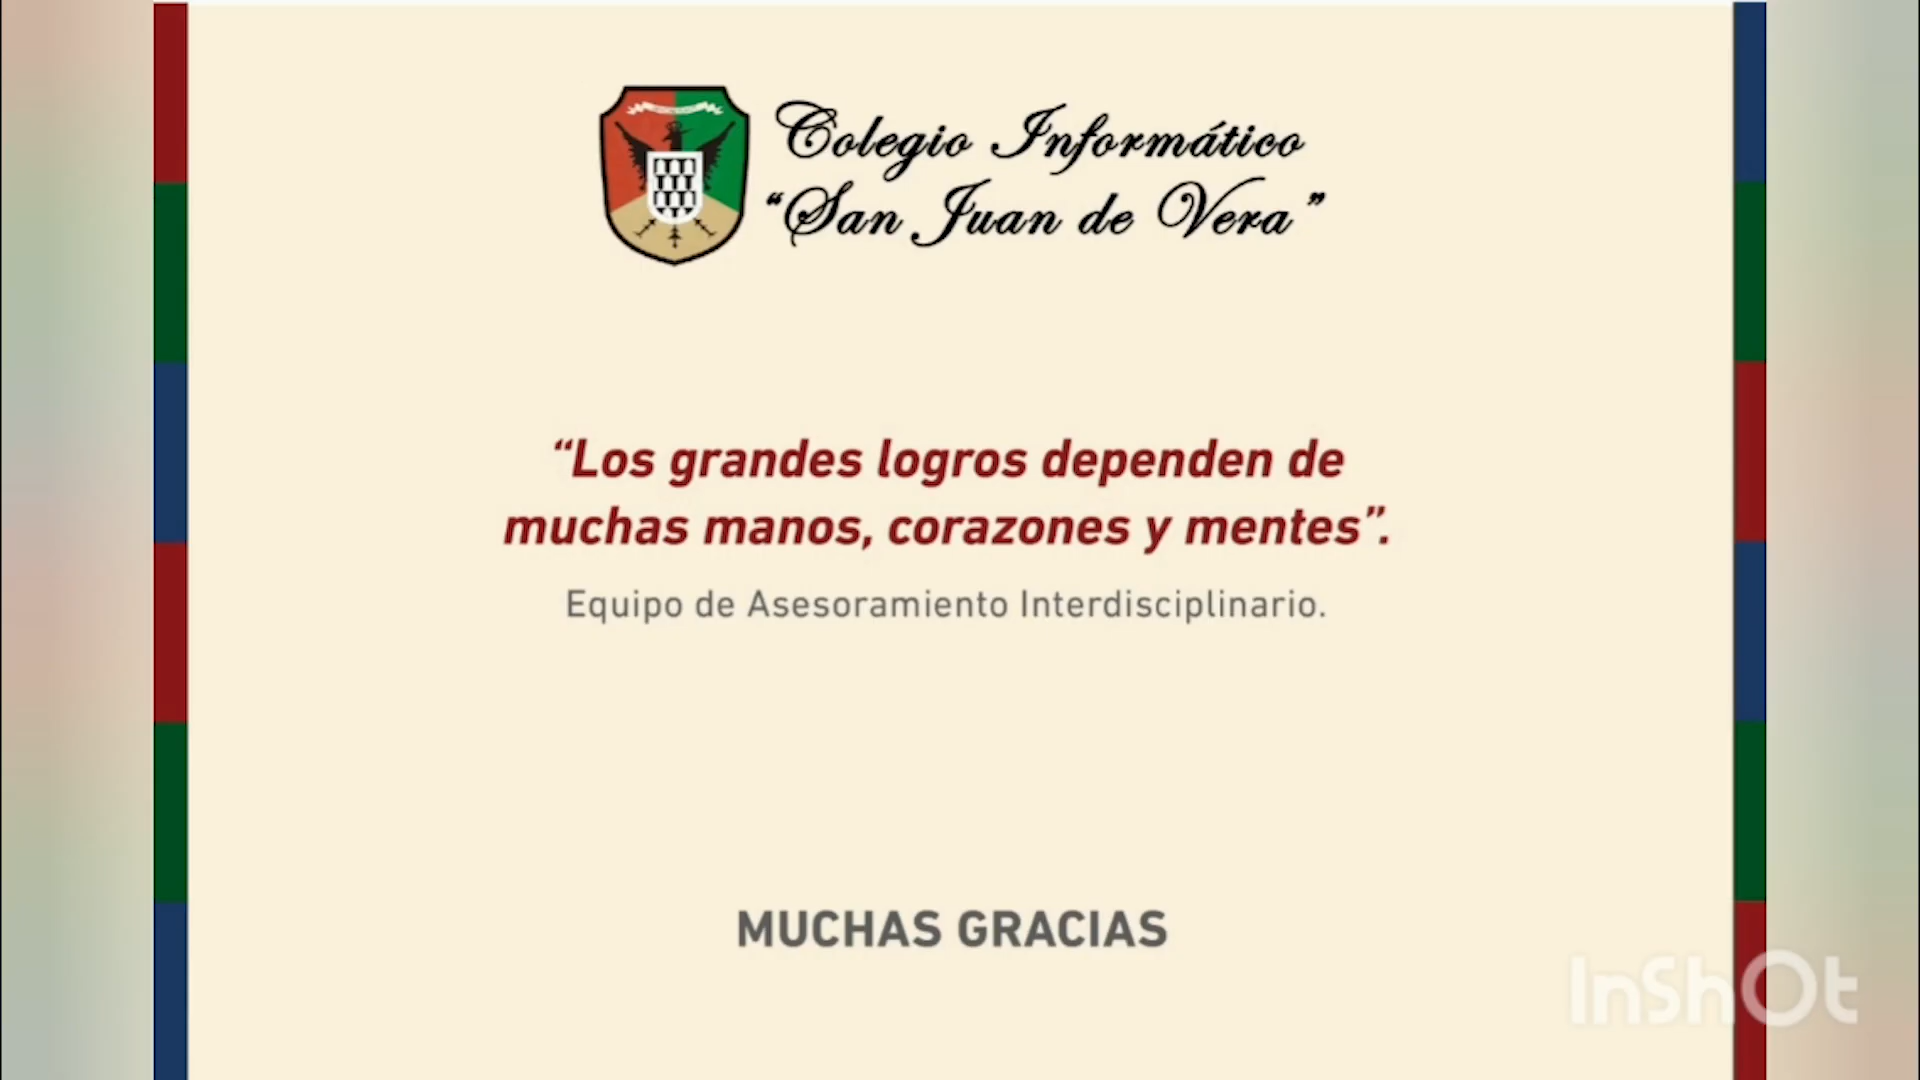 Colegio Informático
“San Juan de Vera”
“Los grandes logros dependen de
muchas manos, corazones y mentes”.
Equipo de Asesoramiento Interdisciplinario.
MUCHAS GRACIAS
InShOt